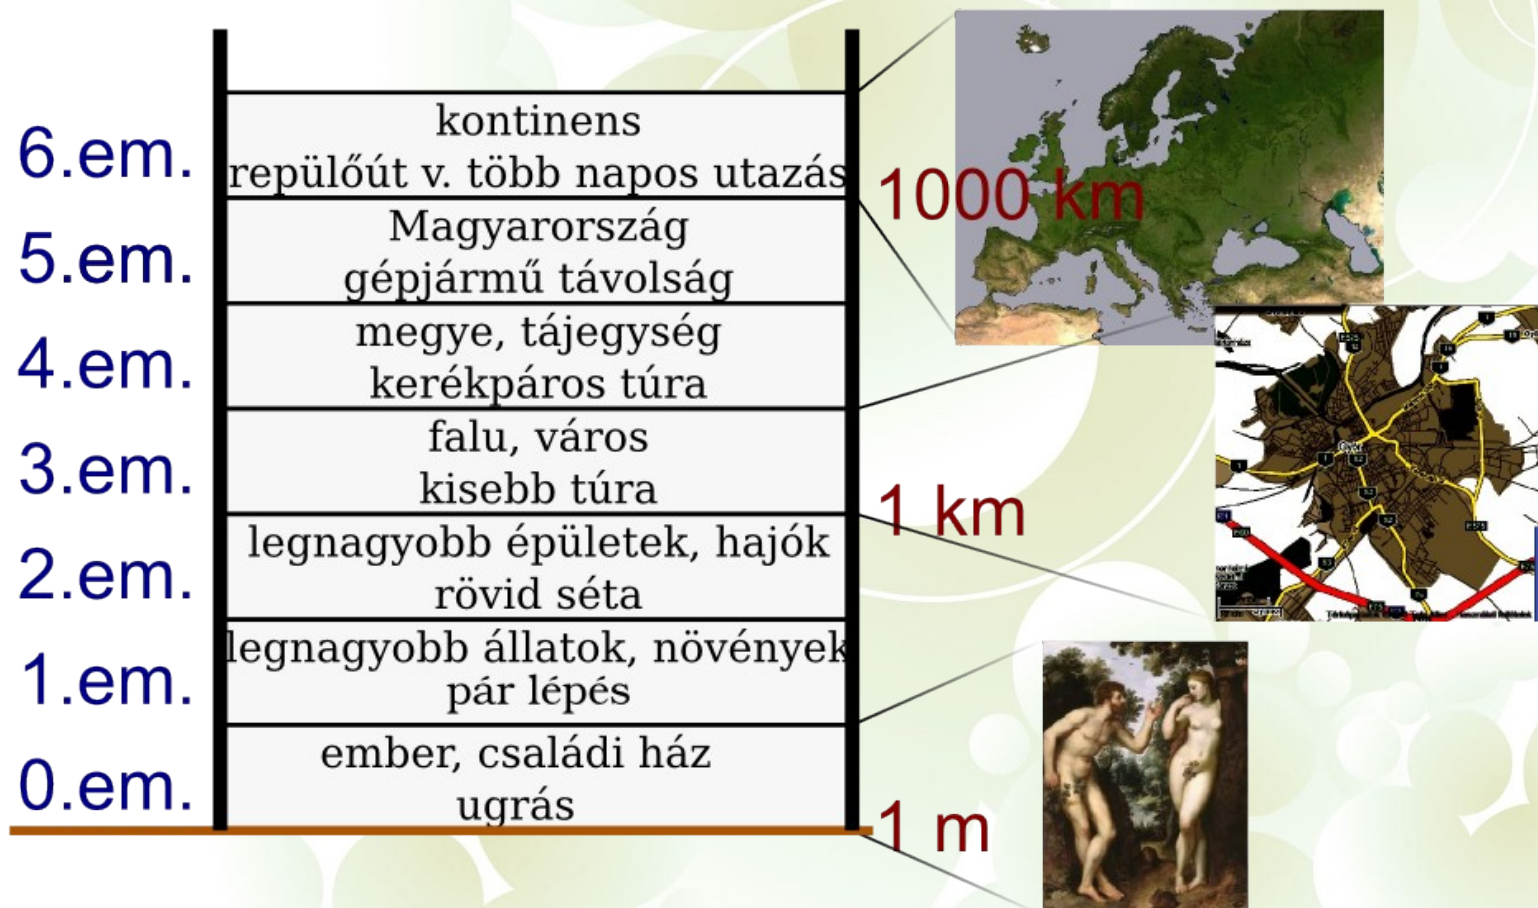 6.em.
kontinens
repülőút v. több napos utazás
1000 km
5.em.
Magyarország
gépjármű távolság
4.em.
megye, tájegység
kerékpáros túra
3.em.
falu, város
kisebb túra
1 km
2.em.
legnagyobb épületek, hajók
rövid séta
1.em.
legnagyobb állatok, növények
pár lépés
0.em.
ember, családi ház
ugrás
1 m
Győr